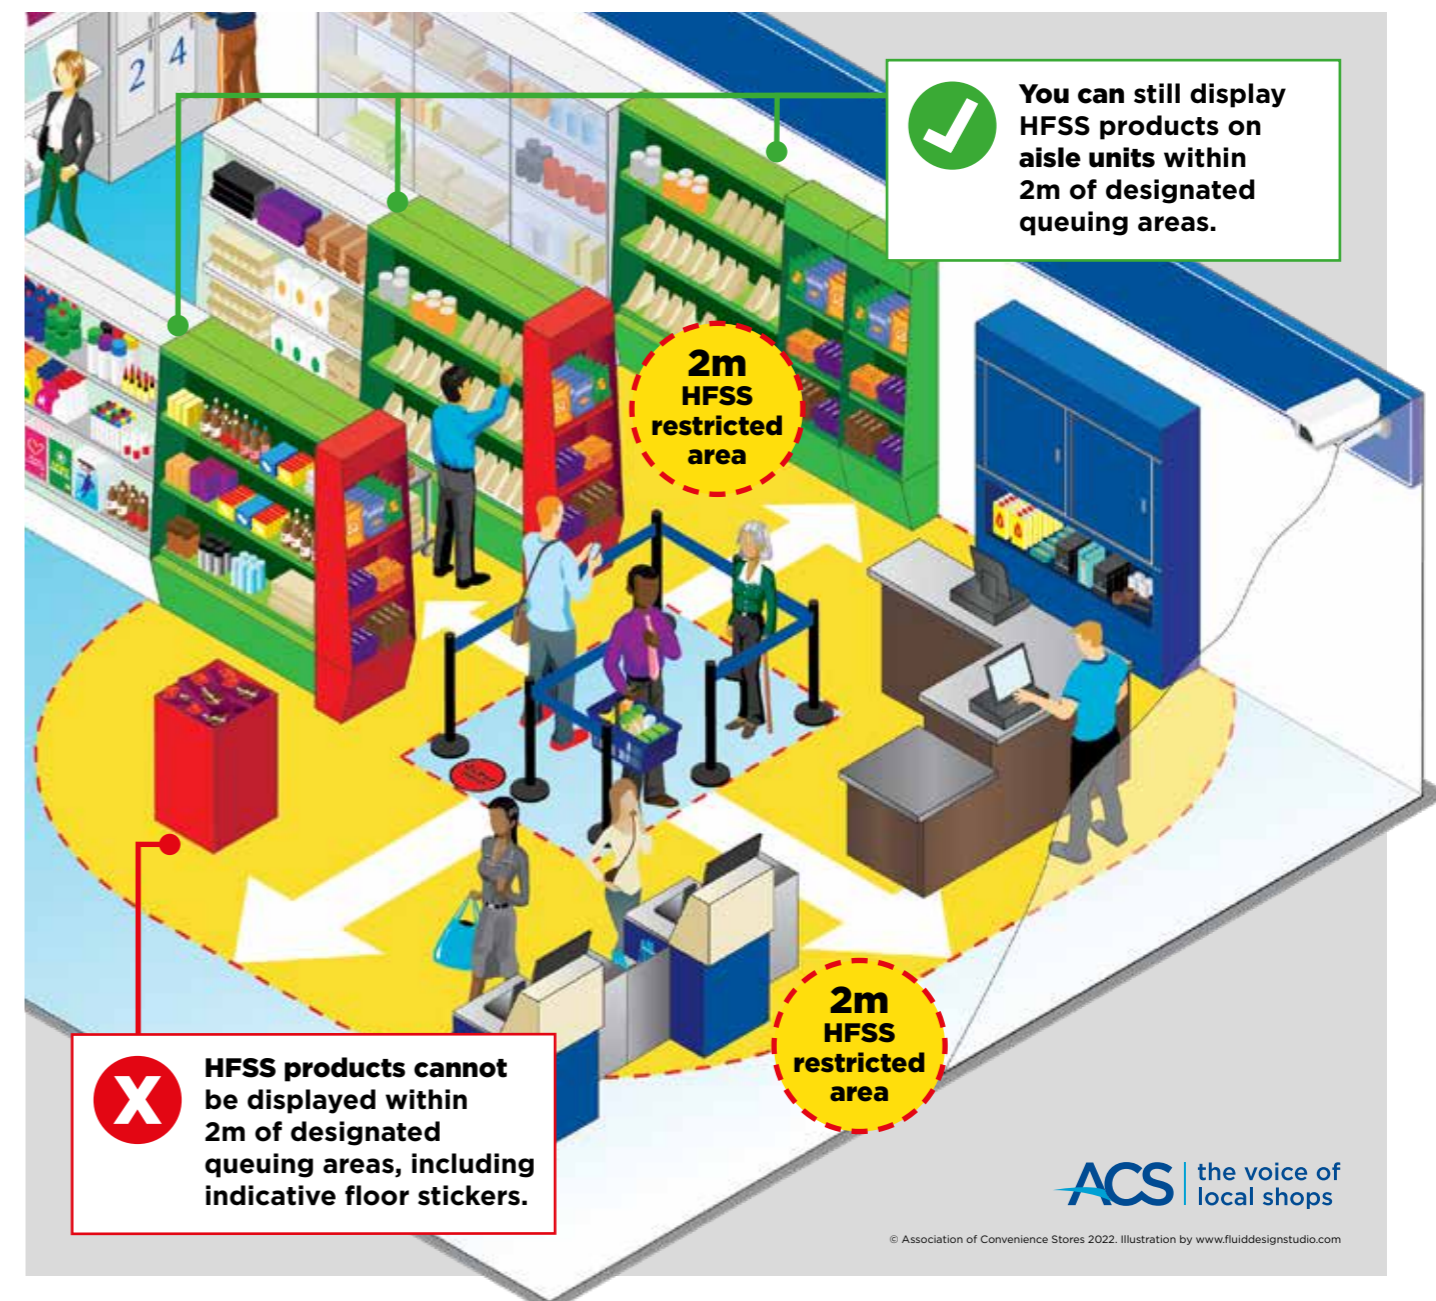 2 4
You can still display
HFSS products on
aisle units within
2m of designated
queuing areas.
2m
HFSS
restricted
area
2m
HFSS
restricted
area
X
HFSS products cannot
be displayed within
2m of designated
queuing areas, including
indicative floor stickers.
ACS
the voice of
local shops
© Association of Convenience Stores 2022. Illustration by www.fluiddesignstudio.com